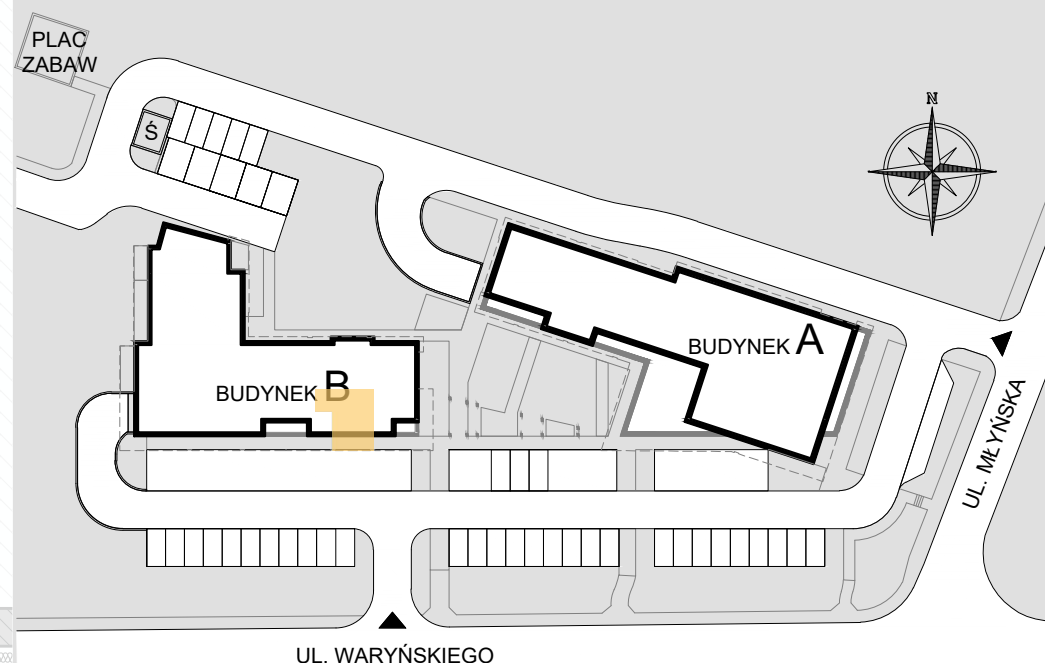 PLAC
ZABAW
Ś
N
BUDYNEK A
BUDYNEK B
UL. MŁYŃSKA
UL. WARYŃSKIEGO